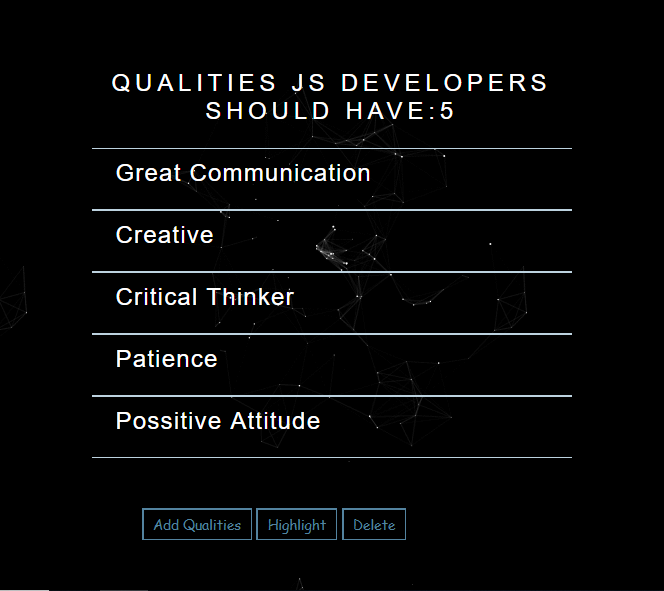 QUALITIES JS DEVELOPERS
SHOULD HAVE:5
Great Communication
Creative
Critical Thinker
Patience
Possitive Attitude
Add Qualities Highlight Delete